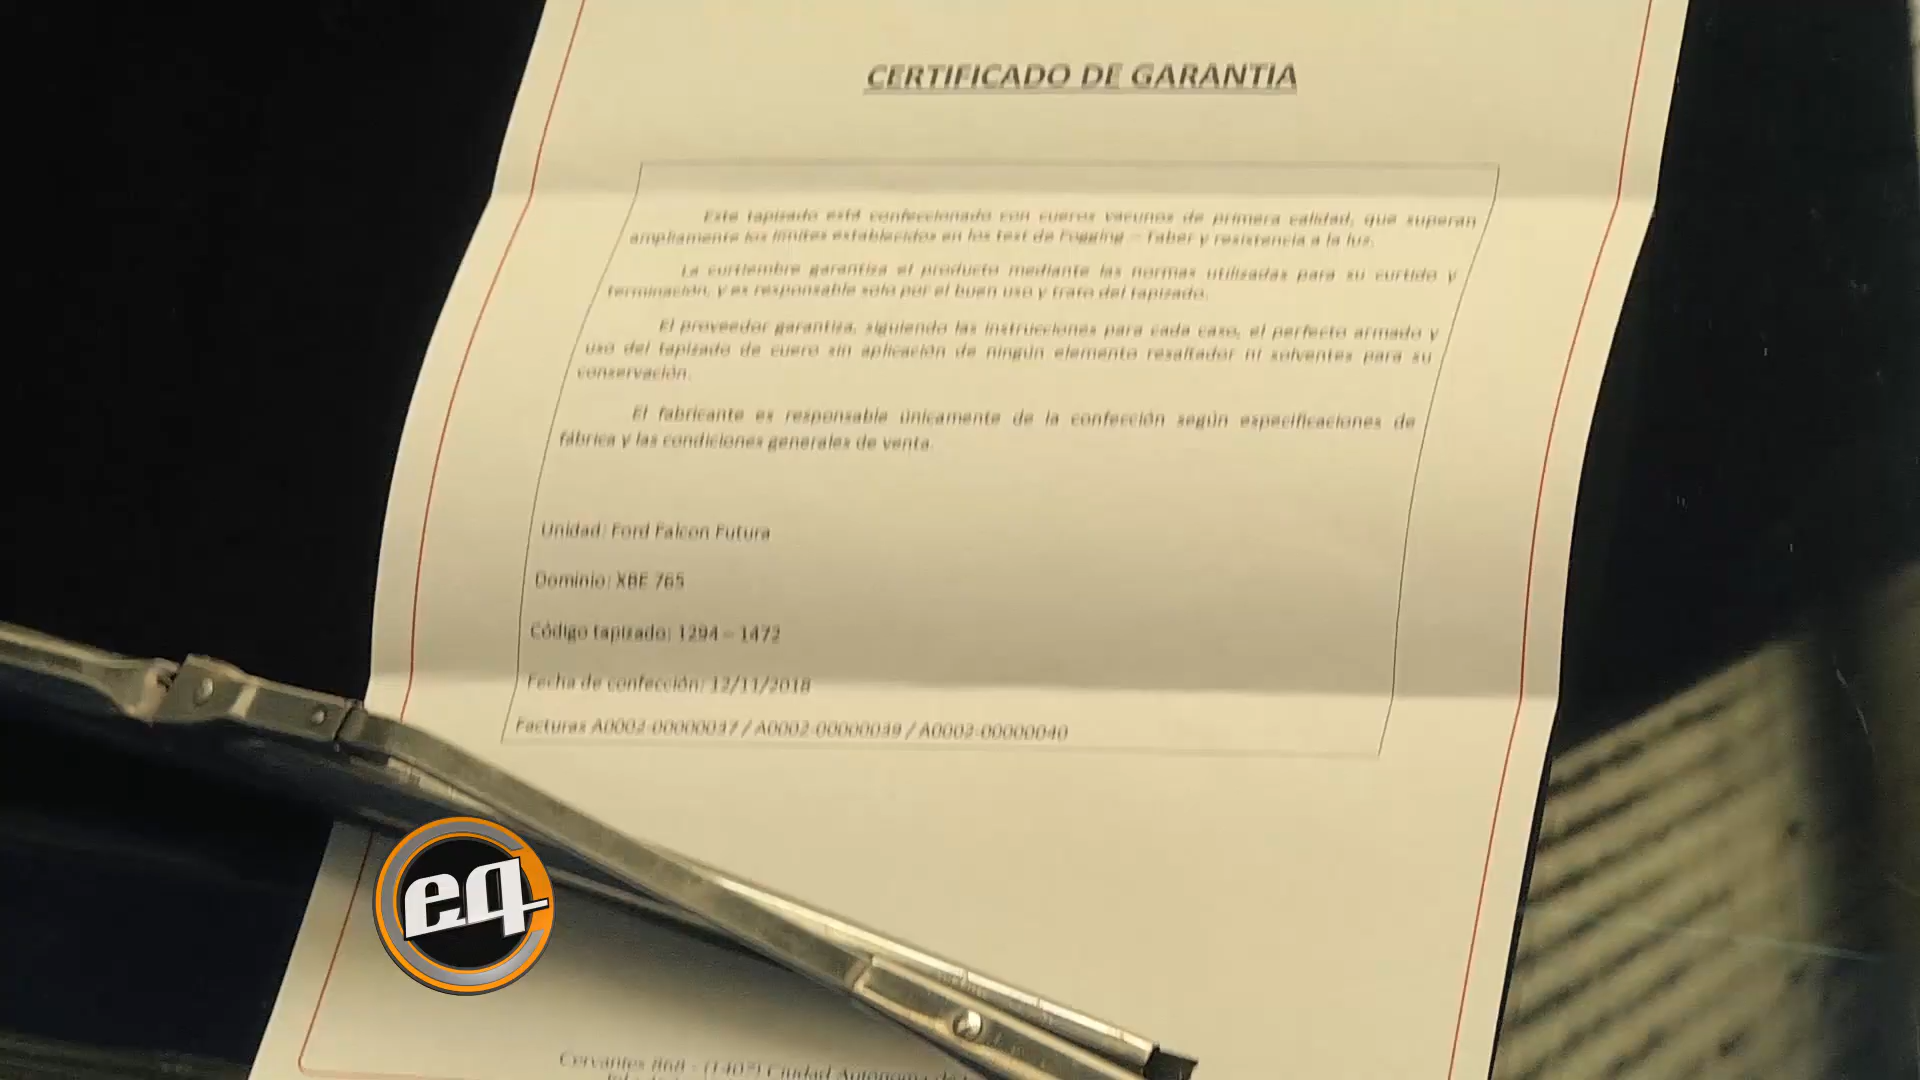 CERTIFICADO DE GARANTIA
Este tapizado está confeccionado con cueros vacunos de primera calidad, que superan
ampliamente los límites establecidos en los test de Fogging – Taber y resistencia a la luz.
La curtiembre garantiza el producto mediante las normas utilizadas para su curtido y
terminación, y es responsable solo por el buen uso y trato del tapizado.
El proveedor garantiza, siguiendo las instrucciones para cada caso, el perfecto armado y
uso del tapizado de cuero sin aplicación de ningún elemento resaltador ni solventes para su
conservación.
El fabricante es responsable únicamente de la confección según especificaciones de
fábrica y las condiciones generales de venta.
Unidad: Ford Falcon Futura
Dominio: XBE 765
Código tapizado: 1294 – 1472
Fecha de confección: 12/11/2018
Facturas A0002-00000037 / A0002-00000039 / A0002-00000040
eq
Cervantes 868 - (1407) Ciudad Autónoma de